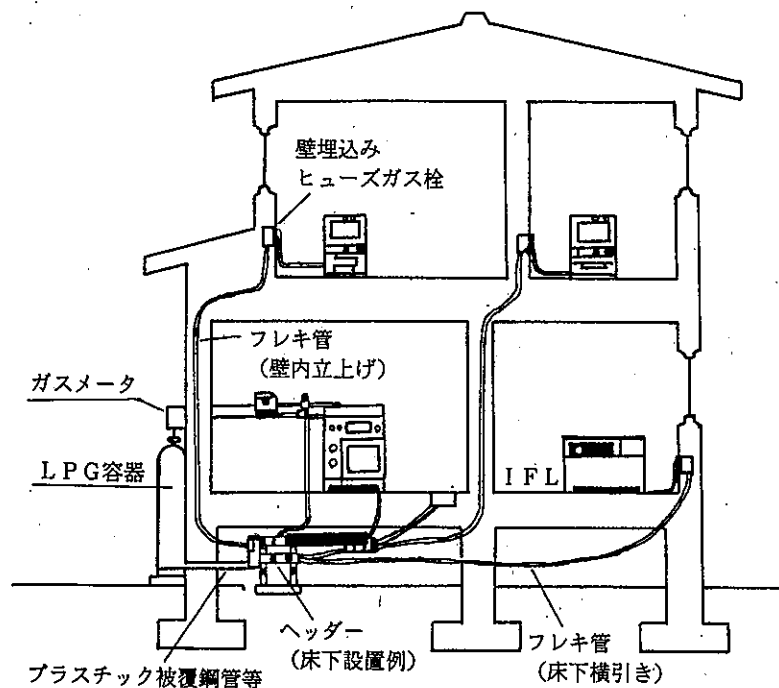 壁埋込み
ヒューズガス栓
フレキ管
(壁内立上げ)
ガスメータ
LPG容器
IFL
ヘッダー
(床下設置例)
フレキ管
(床下横引き)
プラスチック被覆鋼管等